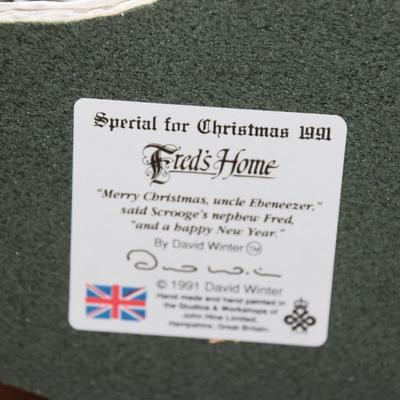 Special for Christmas 1991
Fred's Home
"Merry Christmas, uncle Ebeneezer,"
said Scrooge's nephew Fred,
"and a happy New Year."
By David Winter TM
© 1991 David Winter
Hand made and hand painted in
the Studios & Workshops of
John Hine Limited,
Hampshire, Great Britain.